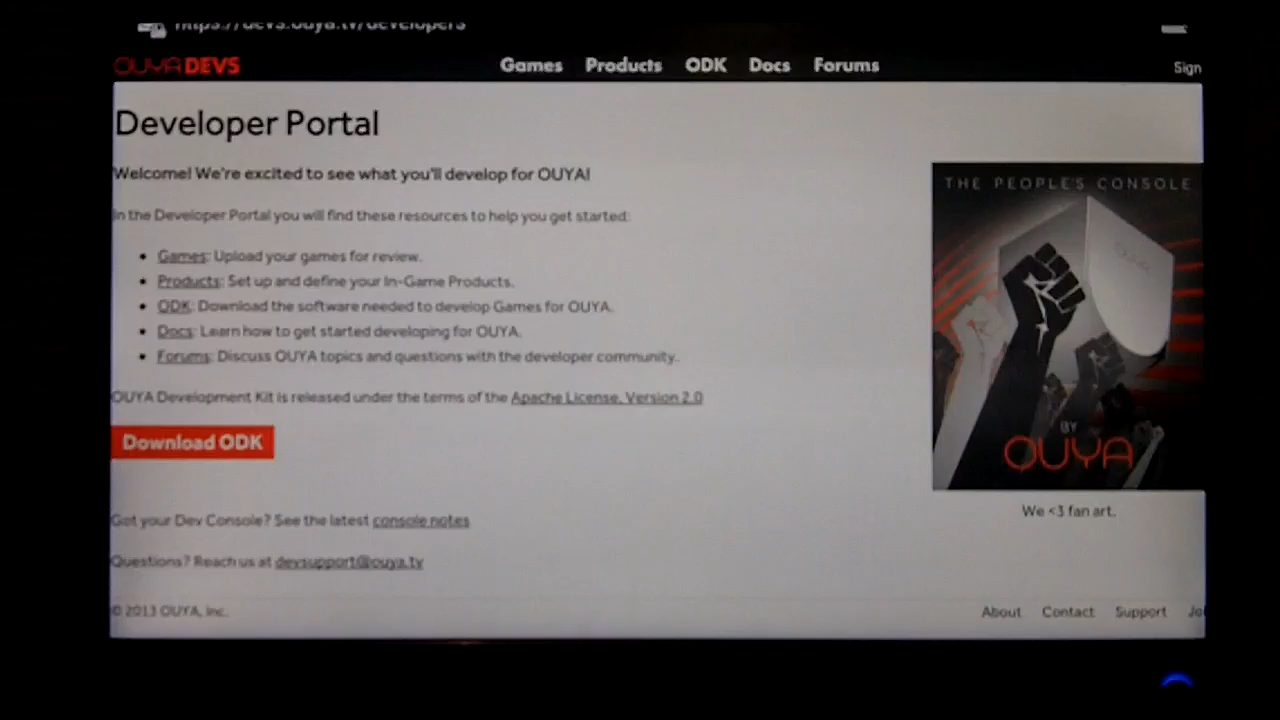 https://devs.ouya.tv/developers
OUYA DEVS Games Products ODK Docs Forums Sign
Developer Portal
Welcome! We're excited to see what you'll develop for OUYA!
In the Developer Portal you will find these resources to help you get started:
• Games: Upload your games for review.
• Products: Set up and define your In-Game Products.
• ODK: Download the software needed to develop Games for OUYA.
• Docs: Learn how to get started developing for OUYA.
• Forums: Discuss OUYA topics and questions with the developer community.
OUYA Development Kit is released under the terms of the Apache License, Version 2.0
Download ODK
Got your Dev Console? See the latest console notes
Questions? Reach us at devsupport@ouya.tv
© 2013 OUYA, Inc.
THE PEOPLE'S CONSOLE
OUYA
BY
OUYA
We <3 fan art.
About Contact Support